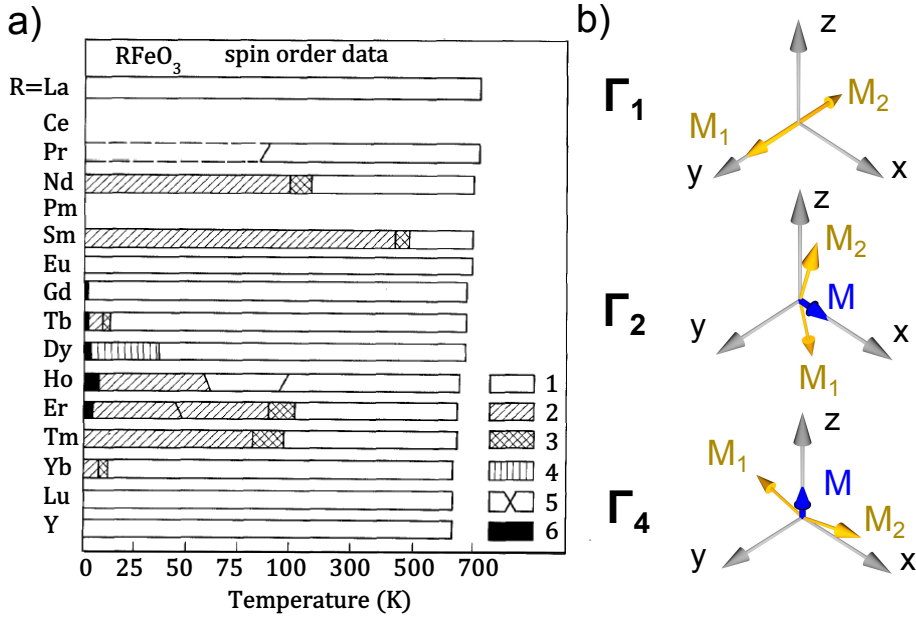 a)
RFeO₃ spin order data
R=La
Ce
Pr
Nd
Pm
Sm
Eu
Gd
Tb
Dy
Ho
Er
Tm
Yb
Lu
Y
1
2
3
4
5
6
0 25 50 75 100 300 500 700
Temperature (K)
b)
Γ₁
z
M₂
M₁
y
x
Γ₂
z
M₂
M
y
x
M₁
Γ₄
z
M₁
M
M₂
y
x